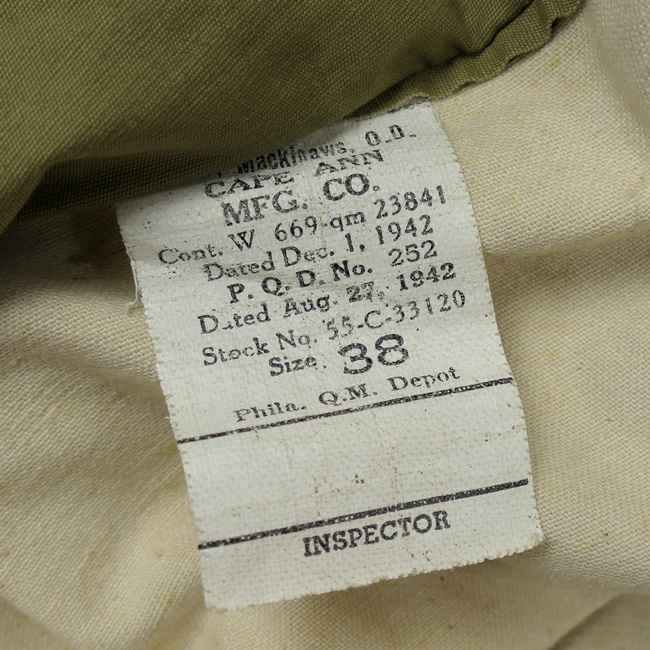 Mackinaws, O.D.
CAPE ANN
MFG. CO.
Cont. W 669-qm 23841
Dated Dec. 1, 1942
P. Q. D. No. 252
Dated Aug. 27, 1942
Stock No. 55-C-33120
Size 38
Phila. Q.M. Depot
INSPECTOR